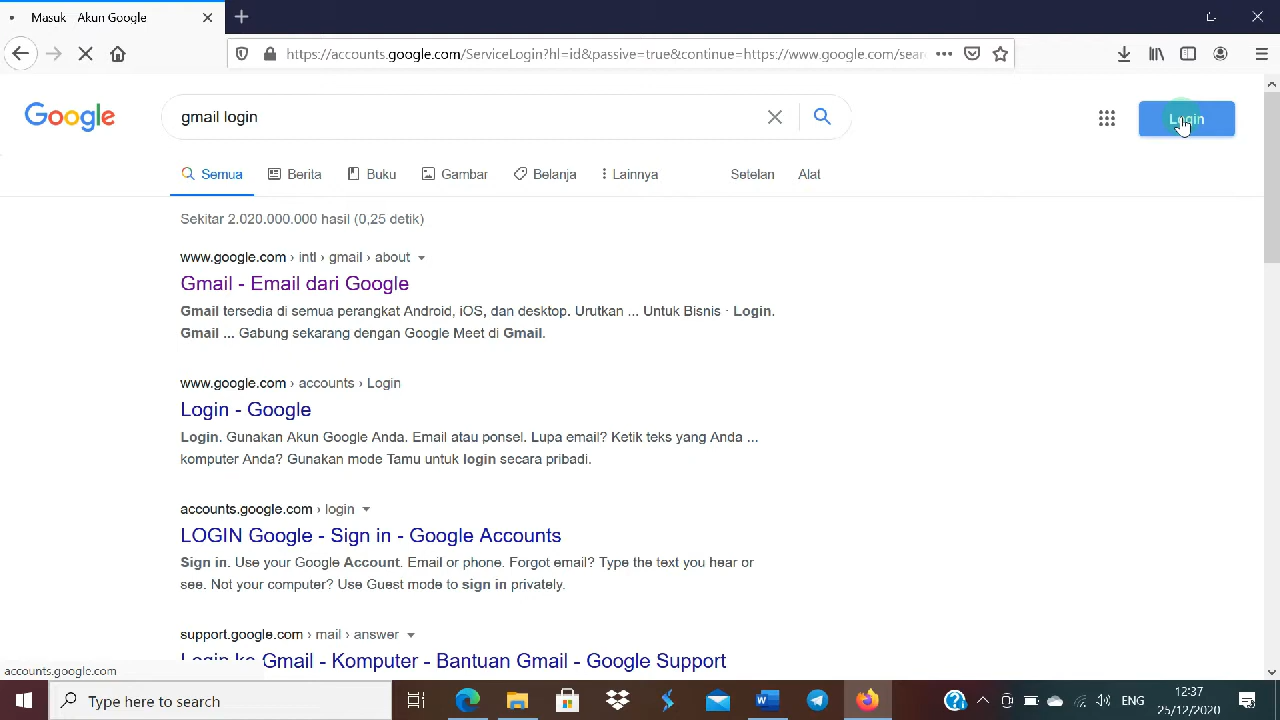 Masuk - Akun Google
https://accounts.google.com/ServiceLogin?hl=id&passive=true&continue=https://www.google.com/sear
Google
gmail login
Login
Semua
Berita
Buku
Gambar
Belanja
Lainnya
Setelan
Alat
Sekitar 2.020.000.000 hasil (0,25 detik)
www.google.com › intl › gmail › about
Gmail - Email dari Google
Gmail tersedia di semua perangkat Android, iOS, dan desktop. Urutkan ... Untuk Bisnis · Login.
Gmail ... Gabung sekarang dengan Google Meet di Gmail.
www.google.com › accounts › Login
Login - Google
Login. Gunakan Akun Google Anda. Email atau ponsel. Lupa email? Ketik teks yang Anda ...
komputer Anda? Gunakan mode Tamu untuk login secara pribadi.
accounts.google.com › login
LOGIN Google - Sign in - Google Accounts
Sign in. Use your Google Account. Email or phone. Forgot email? Type the text you hear or
see. Not your computer? Use Guest mode to sign in privately.
support.google.com › mail › answer
Login ke Gmail - Komputer - Bantuan Gmail - Google Support
accounts.google.com
Type here to search
ENG
12:37
25/12/2020